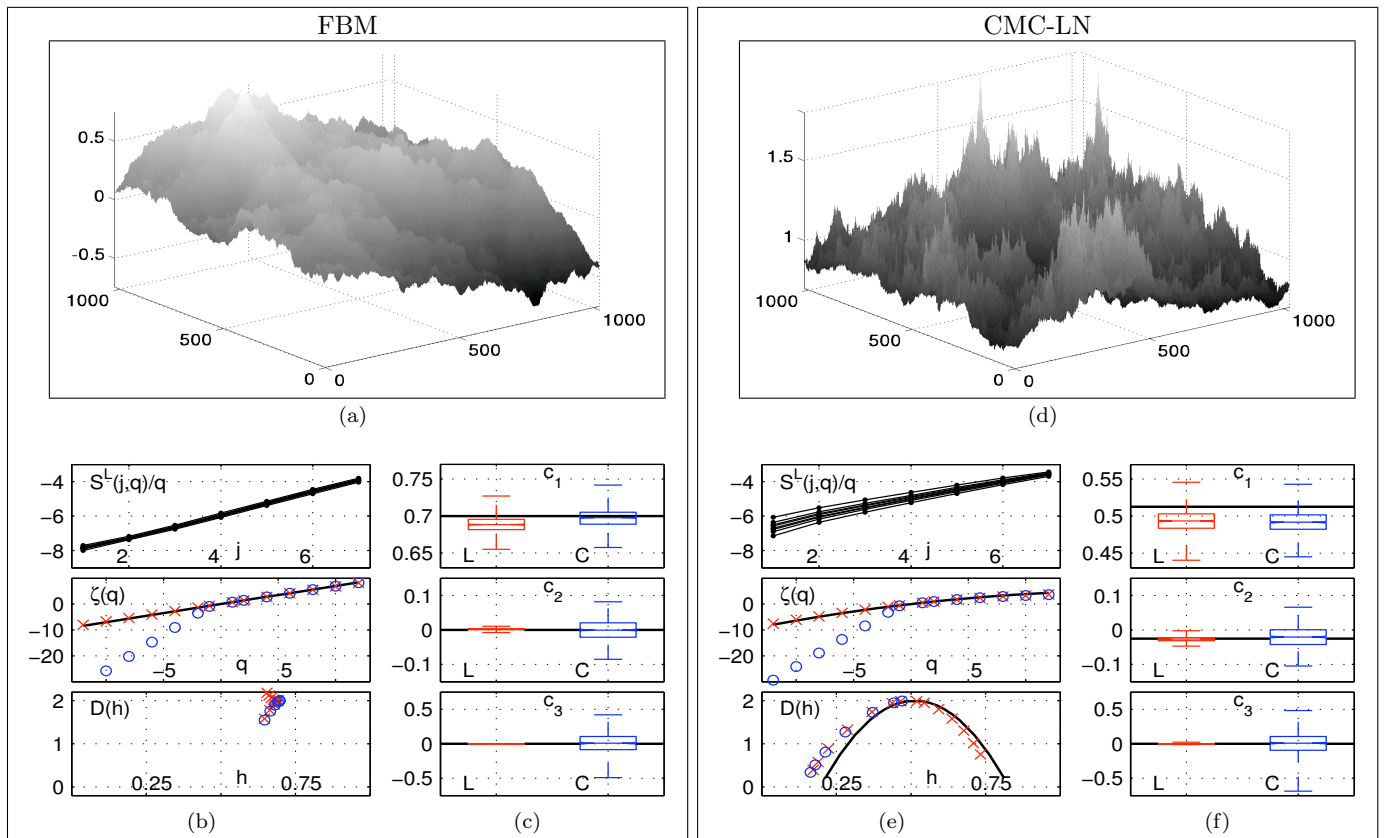 FBM
0.5
0
-0.5
1000
500
0
0
500
1000
(a)
S^L(j,q)/q
−4
−6
−8
2
4
j
6
ζ(q)
0
−10
−20
−5
q
5
D(h)
2
1
0
0.25
h
0.75
(b)
c_1
0.75
0.7
0.65
L
C
c_2
0.1
0
−0.1
L
C
c_3
0.5
0
−0.5
L
C
(c)
CMC-LN
1.5
1
1000
500
0
0
500
1000
(d)
S^L(j,q)/q
−4
−6
−8
2
4
j
6
ζ(q)
0
−10
−20
−5
q
5
D(h)
2
1
0
0.25
h
0.75
(e)
c_1
0.55
0.5
0.45
L
C
c_2
0.1
0
−0.1
L
C
c_3
0.5
0
−0.5
L
C
(f)